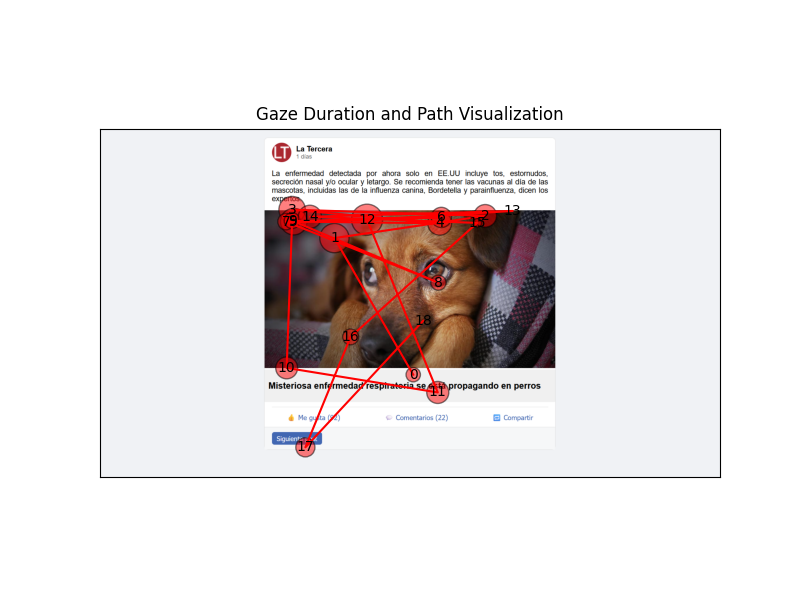 Gaze Duration and Path Visualization
LT
La Tercera
1 días
La enfermedad detectada por ahora solo en EE.UU incluye tos, estornudos,
secreción nasal y/o ocular y letargo. Se recomienda tener las vacunas al día de las
mascotas, incluidas las de la influenza canina, Bordetella y parainfluenza, dicen los
expertos.
3 14 12 6 2 13
9 4 15
1
8
18
16
10 0
Misteriosa enfermedad respiratoria se está propagando en perros
11
Me gusta Comentarios (22) Compartir
Siguiente
17